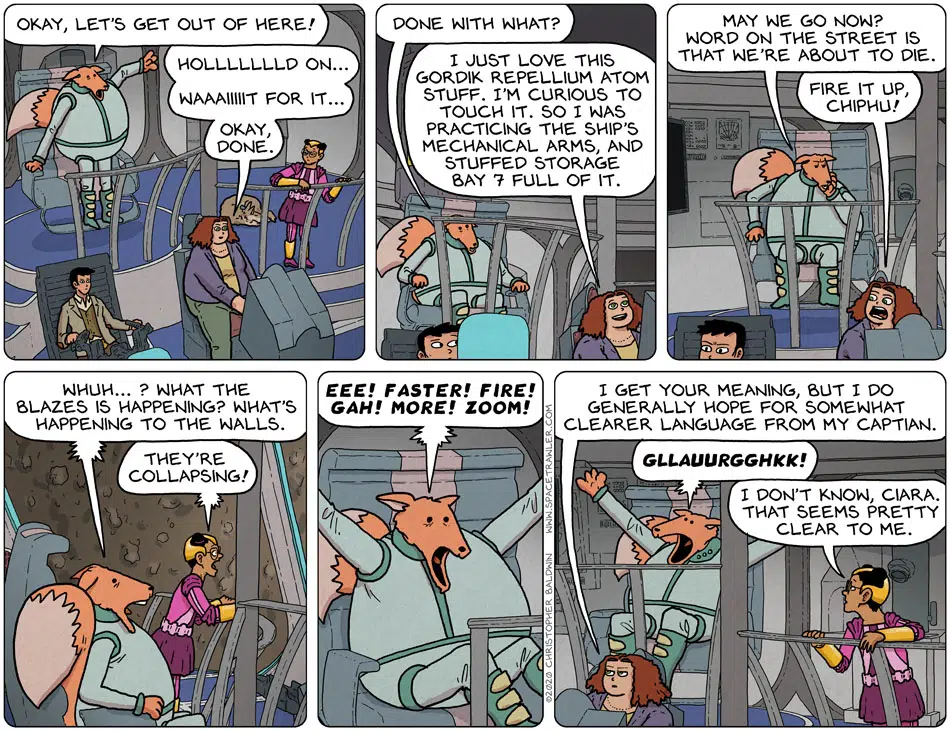 OKAY, LET'S GET OUT OF HERE!
HOLLLLLLLD ON...
WAAAIIIIIT FOR IT...
OKAY,
DONE.
DONE WITH WHAT?
I JUST LOVE THIS
GORDIK REPELLIUM ATOM
STUFF. I'M CURIOUS TO
TOUCH IT. SO I WAS
PRACTICING THE SHIP'S
MECHANICAL ARMS, AND
STUFFED STORAGE
BAY 7 FULL OF IT.
MAY WE GO NOW?
WORD ON THE STREET IS
THAT WE'RE ABOUT TO DIE.
FIRE IT UP,
CHIPHU!
WHUH... ? WHAT THE
BLAZES IS HAPPENING? WHAT'S
HAPPENING TO THE WALLS.
THEY'RE
COLLAPSING!
EEE! FASTER! FIRE!
GAH! MORE! ZOOM!
©2020 CHRISTOPHER BALDWIN WWW.SPACETRAWLER.COM
I GET YOUR MEANING, BUT I DO
GENERALLY HOPE FOR SOMEWHAT
CLEARER LANGUAGE FROM MY CAPTIAN.
GLLAUURGGHKK!
I DON'T KNOW, CIARA.
THAT SEEMS PRETTY
CLEAR TO ME.